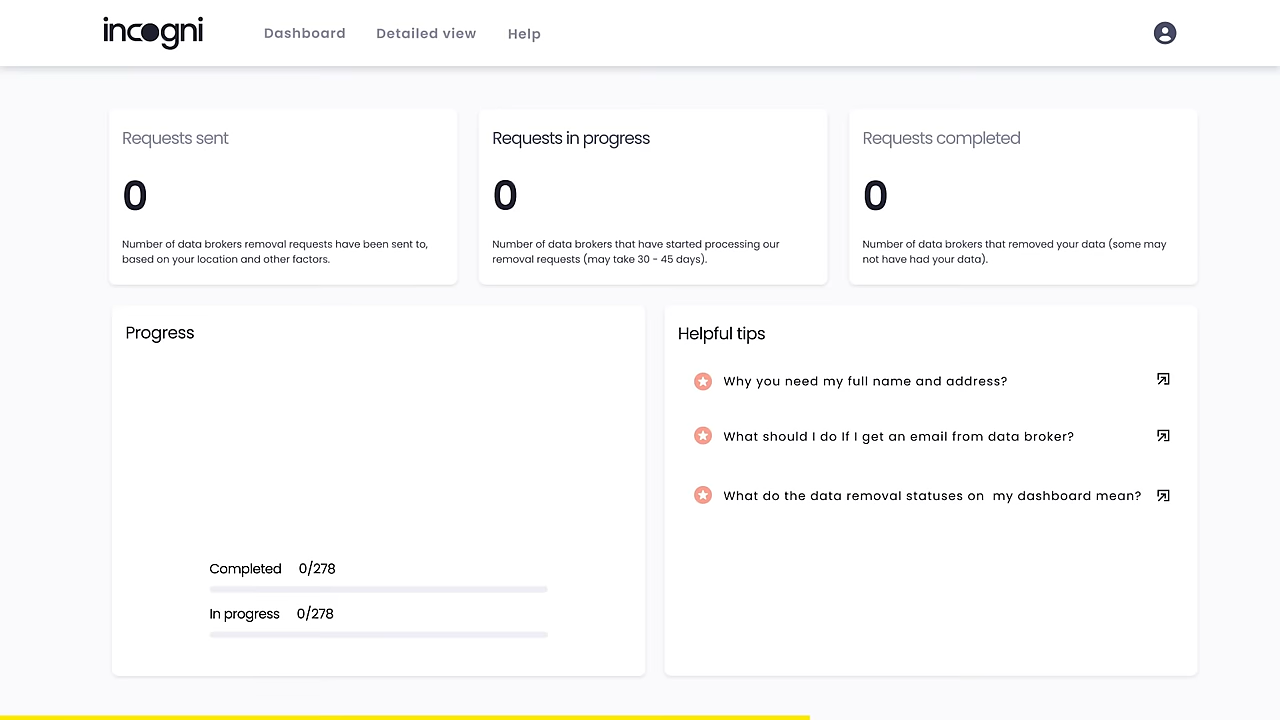 incogni
Dashboard
Detailed view
Help
Requests sent
0
Number of data brokers removal requests have been sent to,
based on your location and other factors.
Requests in progress
0
Number of data brokers that have started processing our
removal requests (may take 30 - 45 days).
Requests completed
0
Number of data brokers that removed your data (some may
not have had your data).
Progress
Completed 0/278
In progress 0/278
Helpful tips
Why you need my full name and address?
What should I do If I get an email from data broker?
What do the data removal statuses on my dashboard mean?